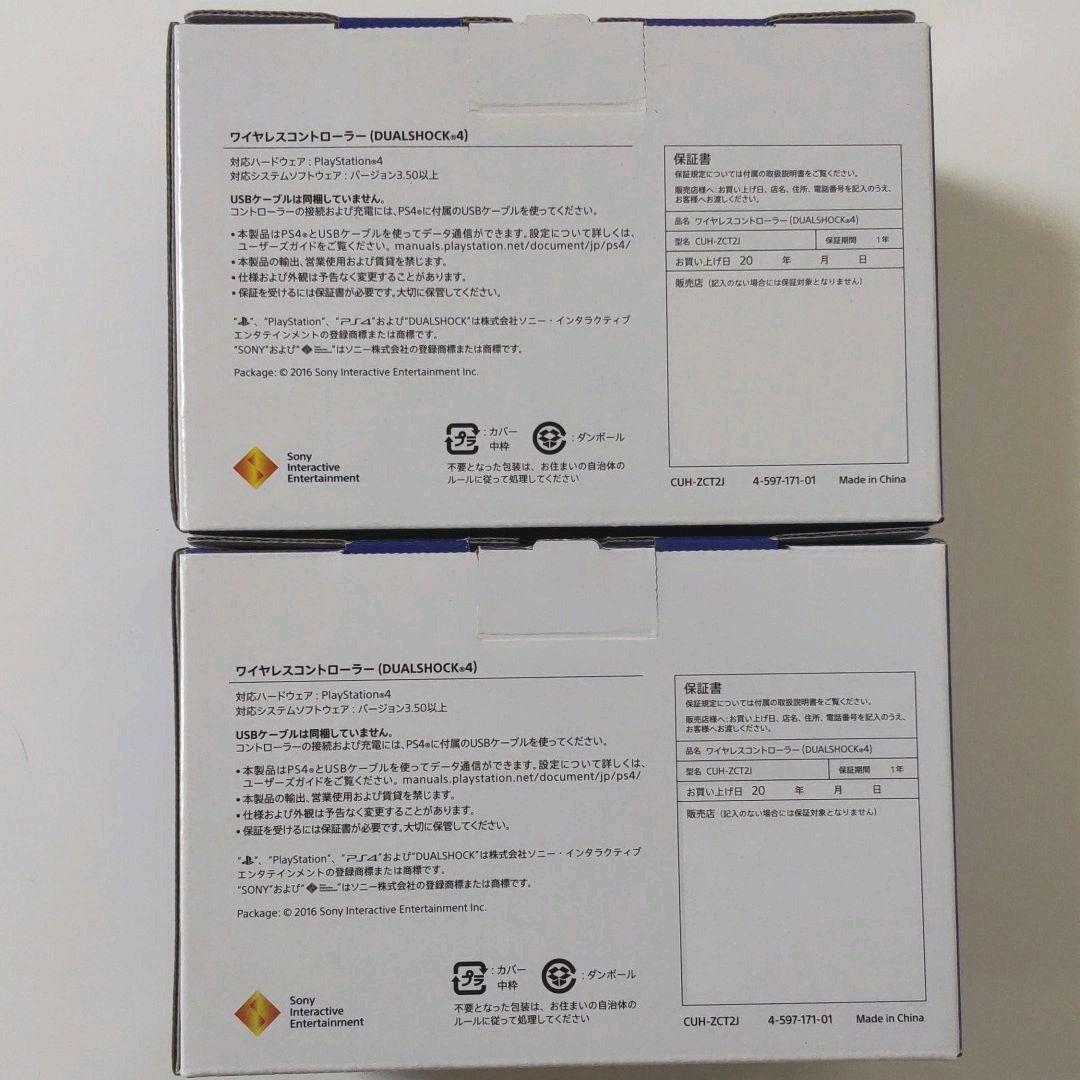 ワイヤレスコントローラー (DUALSHOCK®4)
対応ハードウェア : PlayStation®4
対応システムソフトウェア : バージョン3.50以上
USBケーブルは同梱していません。
コントローラーの接続および充電には、PS4®に付属のUSBケーブルを使ってください。
• 本製品はPS4®とUSBケーブルを使ってデータ通信ができます。設定について詳しくは、
ユーザーズガイドをご覧ください。manuals.playstation.net/document/jp/ps4/
• 本製品の輸出、営業使用および賃貸を禁じます。
• 仕様および外観は予告なく変更することがあります。
• 保証を受けるには保証書が必要です。大切に保管してください。
"PS"、"PlayStation"、"PS4"および"DUALSHOCK"は株式会社ソニー・インタラクティブ
エンタテインメントの登録商標または商標です。
"SONY"および" "はソニー株式会社の登録商標または商標です。
Package: © 2016 Sony Interactive Entertainment Inc.
Sony
Interactive
Entertainment
プラ : カバー
中枠
: ダンボール
不要となった包装は、お住まいの自治体の
ルールに従って処理してください
保証書
保証規定については付属の取扱説明書をご覧ください。
販売店様へ : お買い上げ日、店名、住所、電話番号を記入のうえ、
お客様へお渡しください。
品名 ワイヤレスコントローラー (DUALSHOCK®4)
型名 CUH-ZCT2J 保証期間 1年
お買い上げ日 20 年 月 日
販売店 (記入のない場合には保証対象となりません)
CUH-ZCT2J 4-597-171-01 Made in China
ワイヤレスコントローラー (DUALSHOCK®4)
対応ハードウェア : PlayStation®4
対応システムソフトウェア : バージョン3.50以上
USBケーブルは同梱していません。
コントローラーの接続および充電には、PS4®に付属のUSBケーブルを使ってください。
• 本製品はPS4®とUSBケーブルを使ってデータ通信ができます。設定について詳しくは、
ユーザーズガイドをご覧ください。manuals.playstation.net/document/jp/ps4/
• 本製品の輸出、営業使用および賃貸を禁じます。
• 仕様および外観は予告なく変更することがあります。
• 保証を受けるには保証書が必要です。大切に保管してください。
"PS"、"PlayStation"、"PS4"および"DUALSHOCK"は株式会社ソニー・インタラクティブ
エンタテインメントの登録商標または商標です。
"SONY"および" "はソニー株式会社の登録商標または商標です。
Package: © 2016 Sony Interactive Entertainment Inc.
Sony
Interactive
Entertainment
プラ : カバー
中枠
: ダンボール
不要となった包装は、お住まいの自治体の
ルールに従って処理してください
保証書
保証規定については付属の取扱説明書をご覧ください。
販売店様へ : お買い上げ日、店名、住所、電話番号を記入のうえ、
お客様へお渡しください。
品名 ワイヤレスコントローラー (DUALSHOCK®4)
型名 CUH-ZCT2J 保証期間 1年
お買い上げ日 20 年 月 日
販売店 (記入のない場合には保証対象となりません)
CUH-ZCT2J 4-597-171-01 Made in China